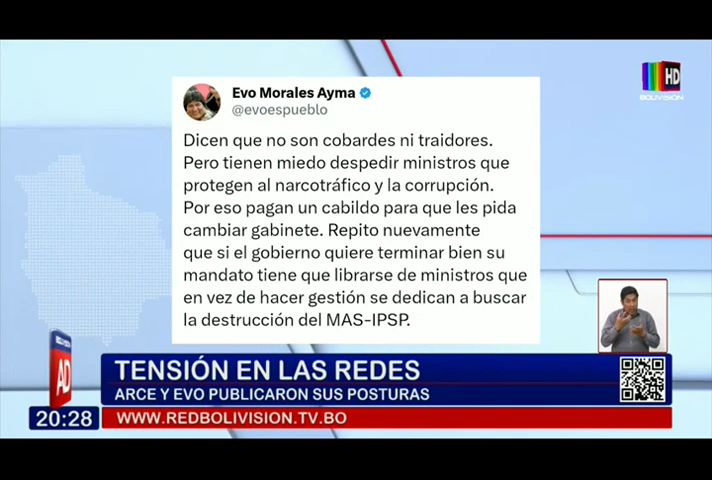 Evo Morales Ayma
@evoespueblo
HD
BOLIVISION
Dicen que no son cobardes ni traidores.
Pero tienen miedo despedir ministros que
protegen al narcotráfico y la corrupción.
Por eso pagan un cabildo para que les pida
cambiar gabinete. Repito nuevamente
que si el gobierno quiere terminar bien su
mandato tiene que librarse de ministros que
en vez de hacer gestión se dedican a buscar
la destrucción del MAS-IPSP.
BOLIVISION
AD
TENSIÓN EN LAS REDES
ARCE Y EVO PUBLICARON SUS POSTURAS
20:28
WWW.REDBOLIVISION.TV.BO